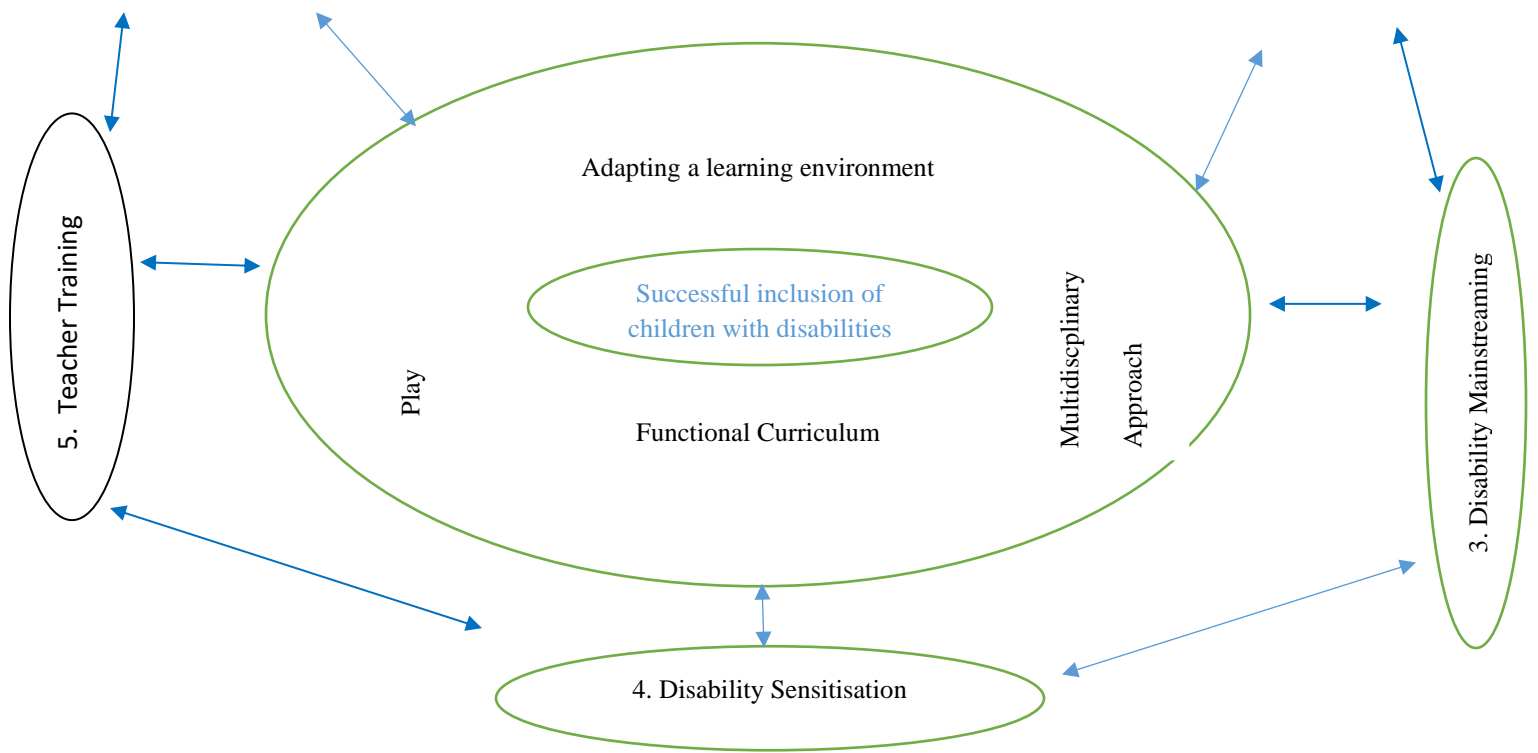 Adapting a learning environment
5. Teacher Training
Successful inclusion of
children with disabilities
Play
Functional Curriculum
Multidiscplinary
Approach
3. Disability Mainstreaming
4. Disability Sensitisation